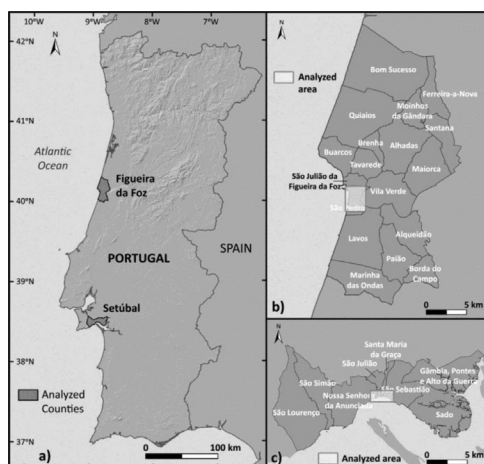 10°W
9°W
8°W
7°W
42°N
41°N
40°N
39°N
38°N
37°N
N
Atlantic
Ocean
Figueira
da Foz
PORTUGAL
SPAIN
Setúbal
Analyzed
Counties
0
100 km
a)
N
Analyzed
area
Bom Sucesso
Ferreira-a-Nova
Moinhos
da Gândara
Quiaios
Santana
Brenha
Alhadas
Buarcos
Tavarede
Maiorca
São Julião da
Figueira da Foz
Vila Verde
São Pedro
Lavos
Alqueidão
Paião
Borda do
Campo
Marinha
das Ondas
0
5 km
b)
N
Santa Maria
da Graça
São Julião
Gâmbia, Pontes
e Alto da Guerra
São Simão
Sebastião
Nossa Senhora
da Anunciada
São Lourenço
Sado
0
5 km
Analyzed area
c)